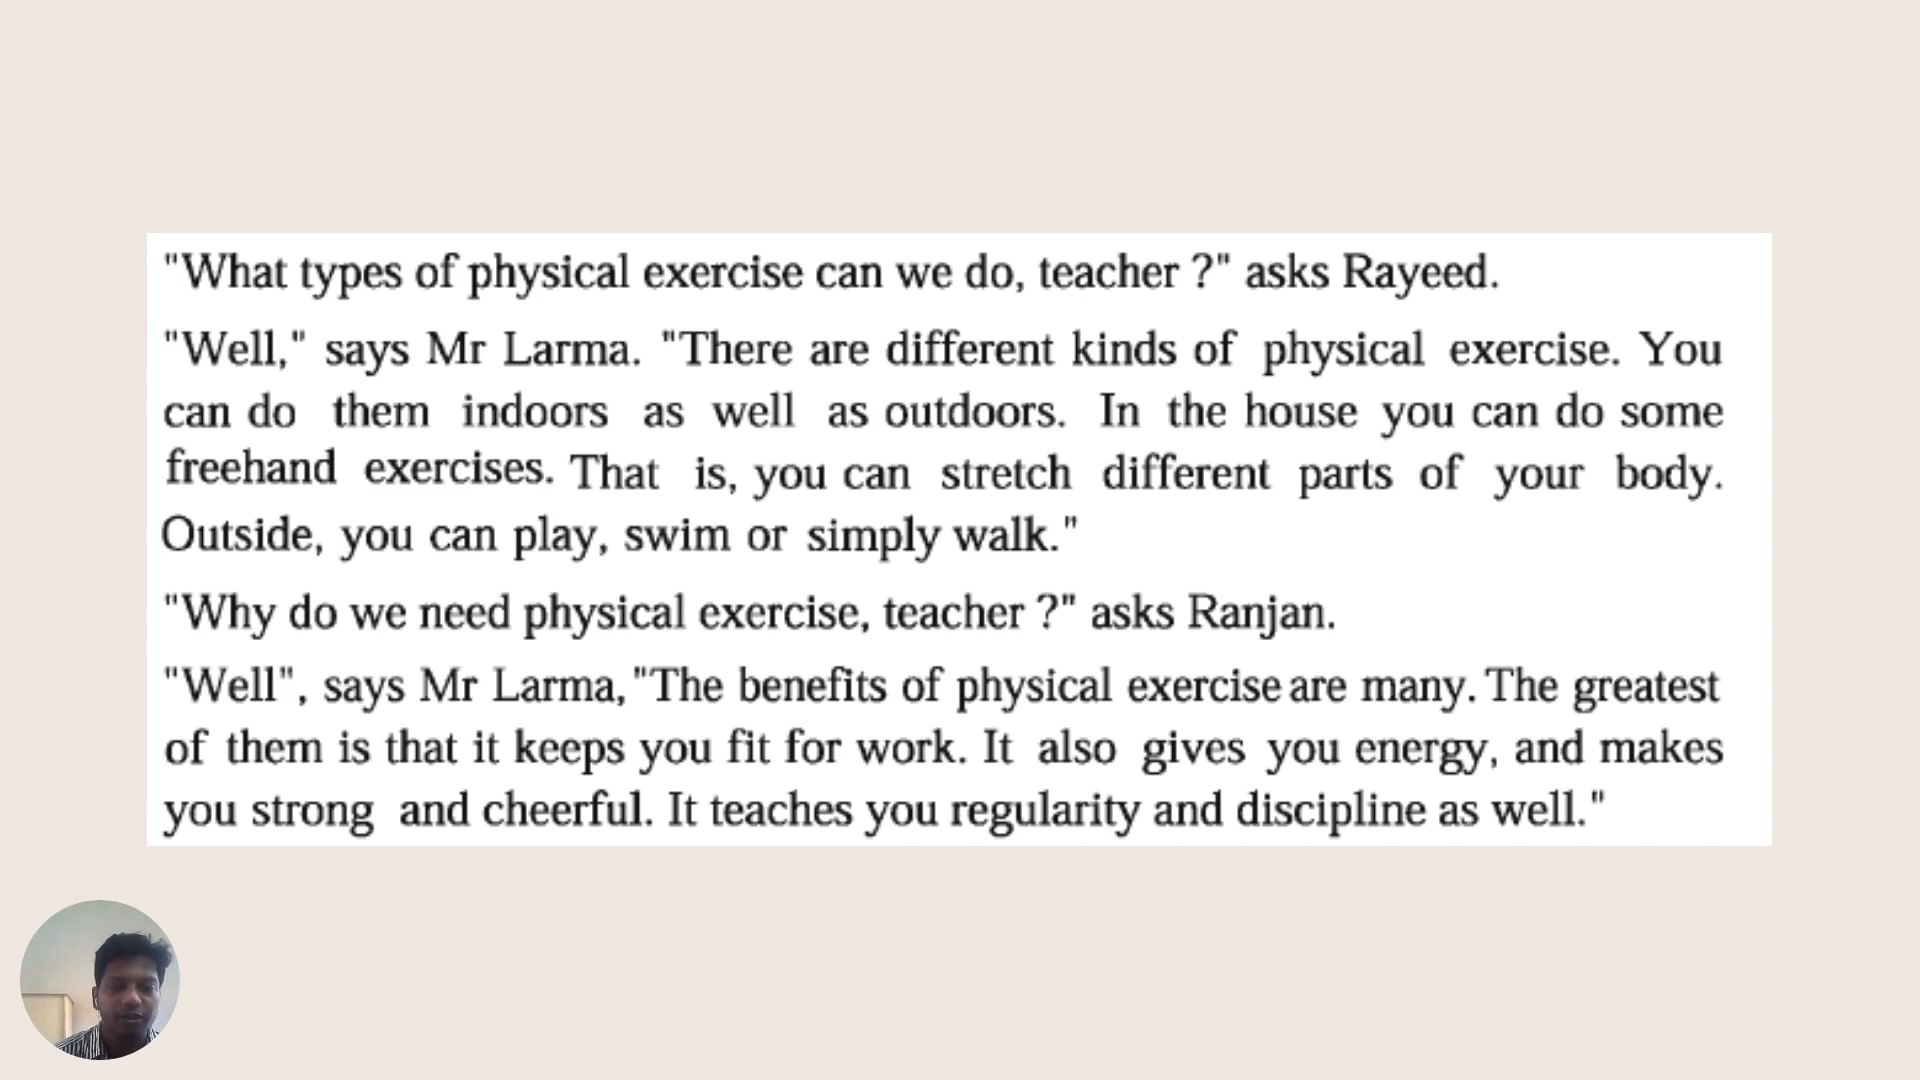 "What types of physical exercise can we do, teacher ?" asks Rayeed.
"Well," says Mr Larma. "There are different kinds of physical exercise. You
can do them indoors as well as outdoors. In the house you can do some
freehand exercises. That is, you can stretch different parts of your body.
Outside, you can play, swim or simply walk."
"Why do we need physical exercise, teacher ?" asks Ranjan.
"Well", says Mr Larma, "The benefits of physical exercise are many. The greatest
of them is that it keeps you fit for work. It also gives you energy, and makes
you strong and cheerful. It teaches you regularity and discipline as well."